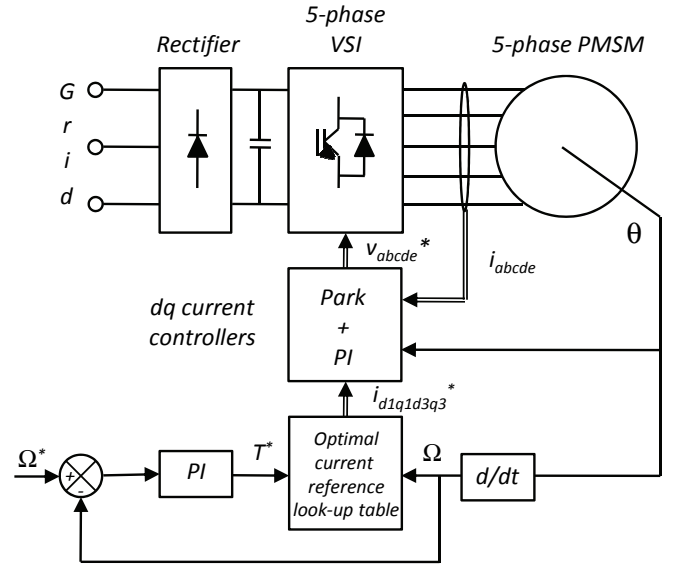 5-phase
VSI
Rectifier
5-phase PMSM
G
r
i
d
θ
v_abcde*
i_abcde
dq current
controllers
Park
+
PI
i_d1q1d3q3*
Ω*
+
-
PI
T*
Optimal
current
reference
look-up table
Ω
d/dt